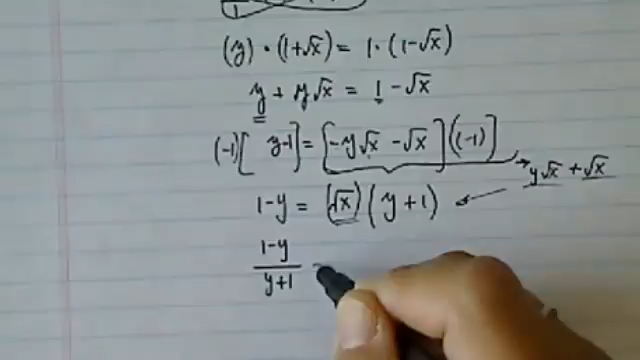 (y) · (1+√x) = 1 · (1-√x)
y + y√x = 1 - √x
(-1)[ y-1] = [-y√x - √x](-1)
y√x + √x
1-y = (√x)(y+1)
1-y
y+1